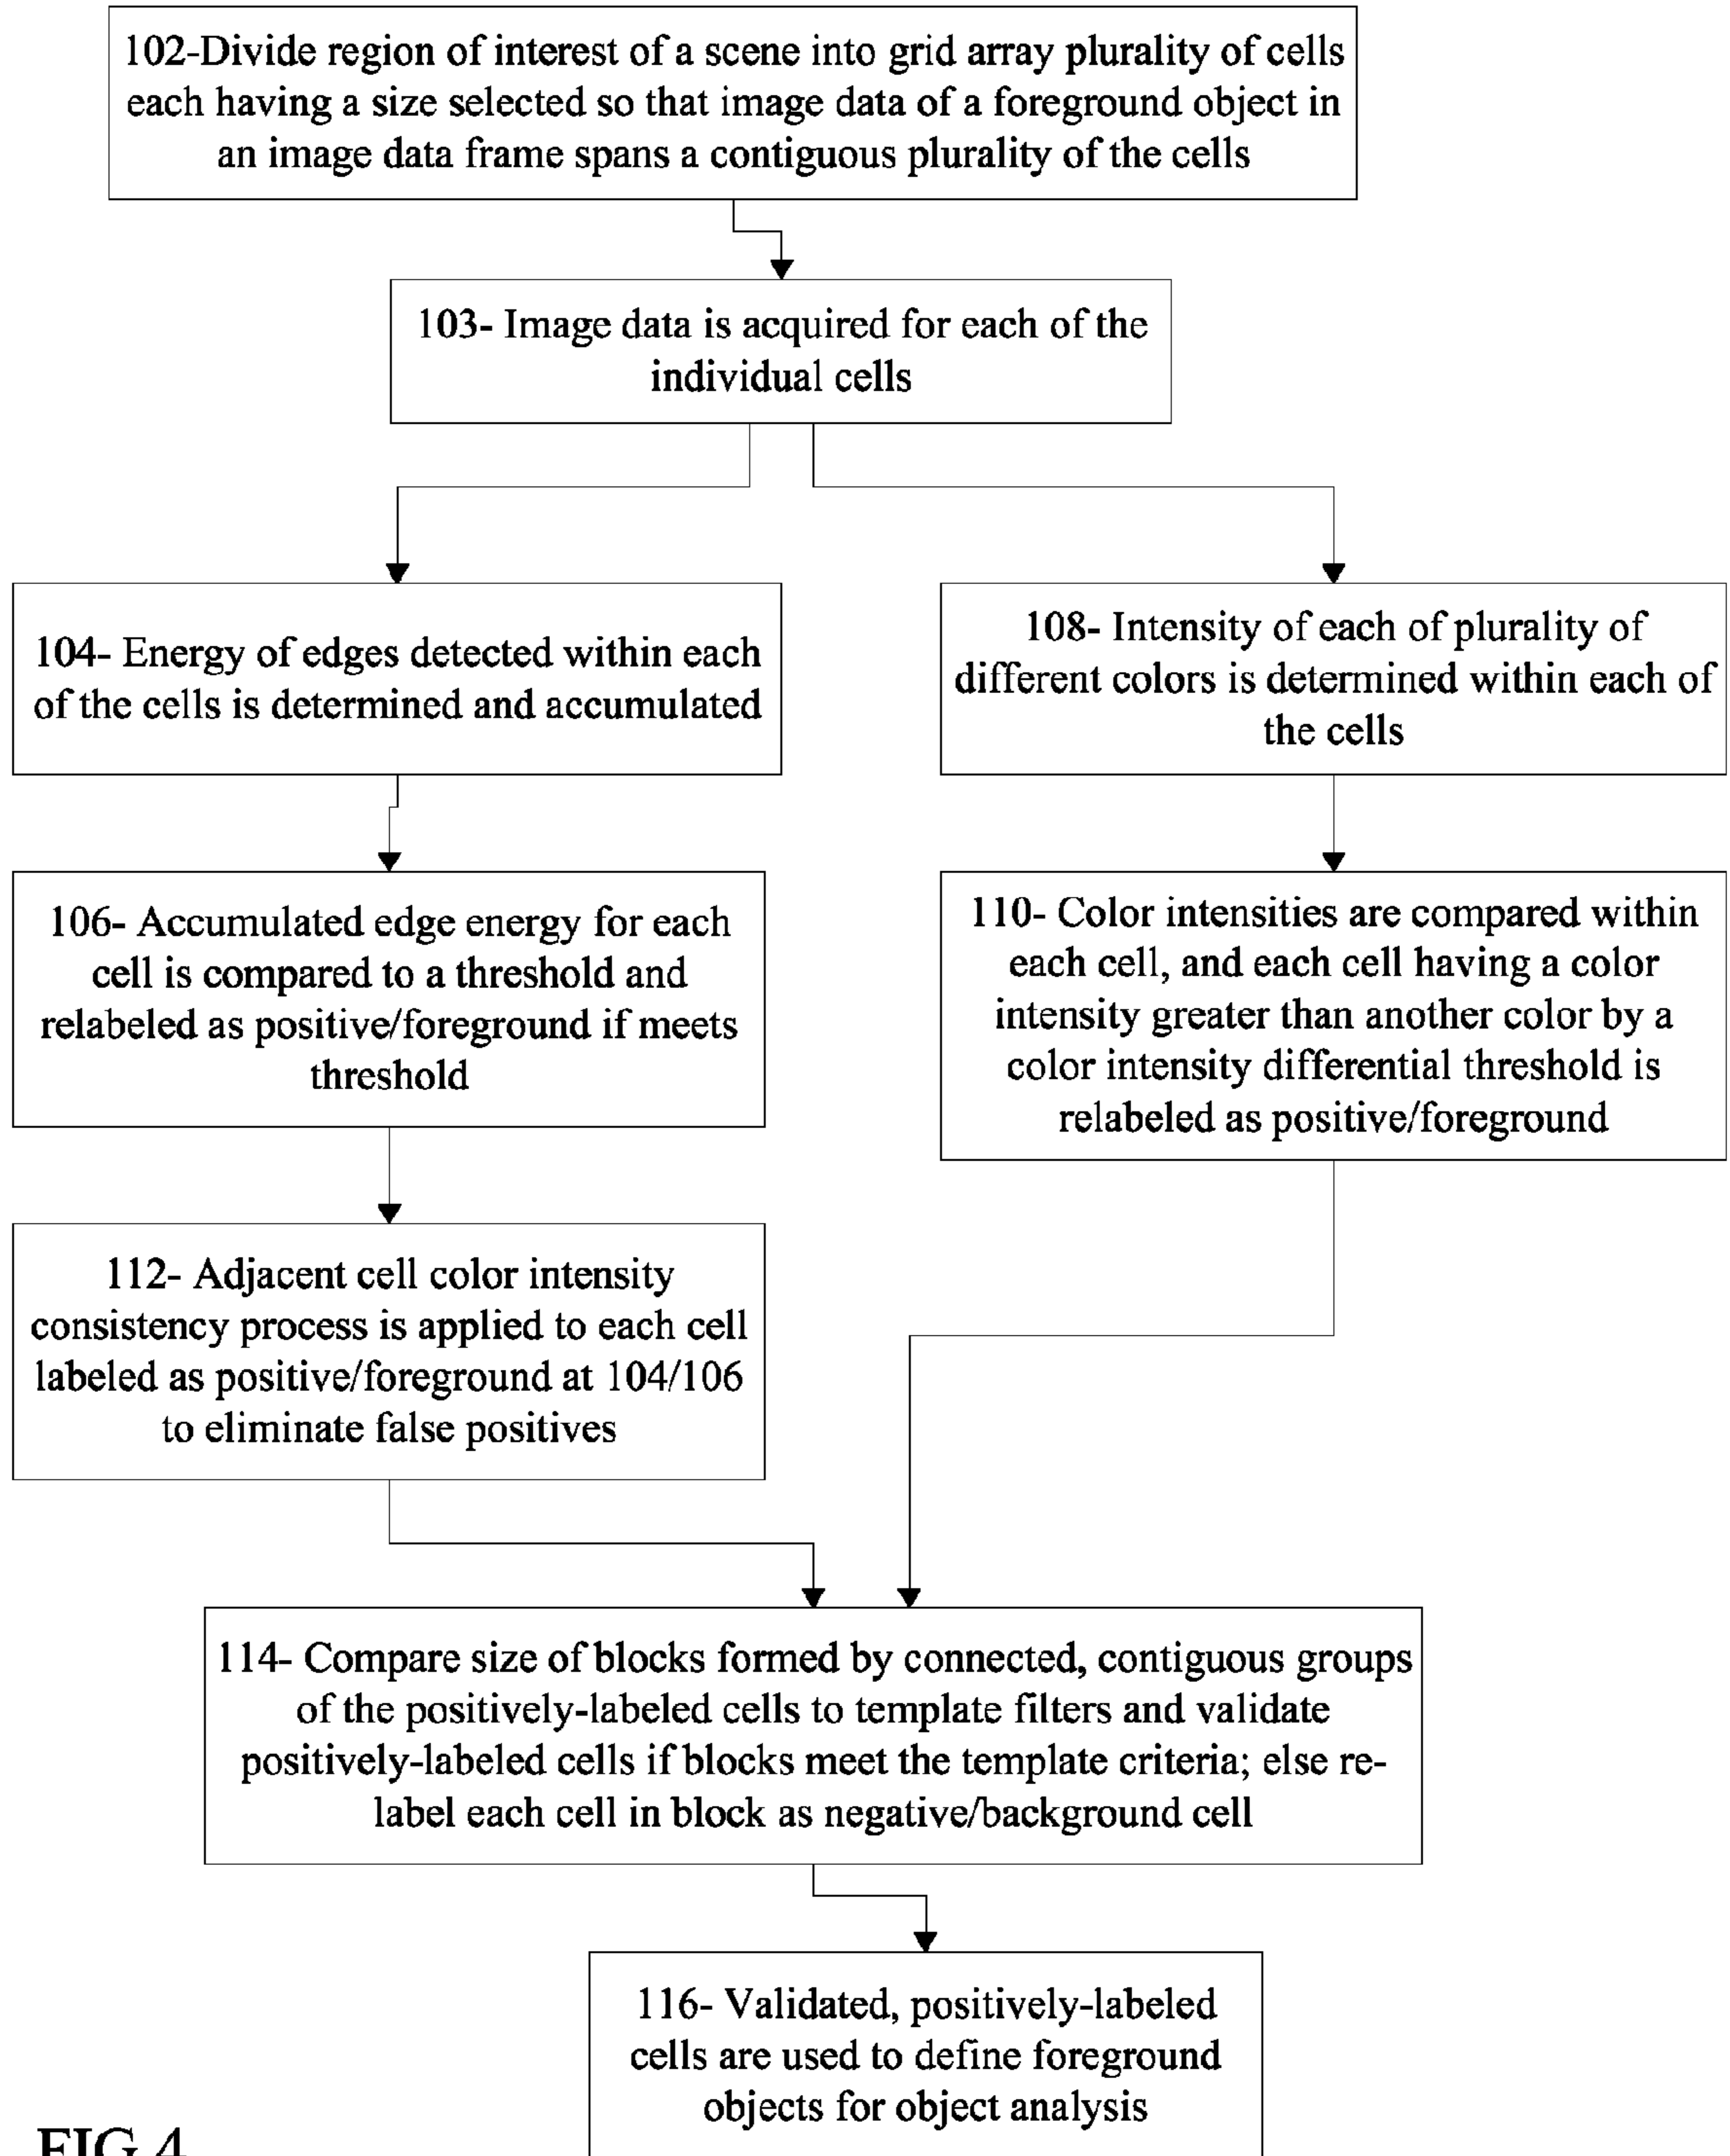 102-Divide region of interest of a scene into grid array plurality of cells
each having a size selected so that image data of a foreground object in
an image data frame spans a contiguous plurality of the cells
103- Image data is acquired for each of the
individual cells
104- Energy of edges detected within each
of the cells is determined and accumulated
108- Intensity of each of plurality of
different colors is determined within each of
the cells
106- Accumulated edge energy for each
cell is compared to a threshold and
relabeled as positive/foreground if meets
threshold
110- Color intensities are compared within
each cell, and each cell having a color
intensity greater than another color by a
color intensity differential threshold is
relabeled as positive/foreground
112- Adjacent cell color intensity
consistency process is applied to each cell
labeled as positive/foreground at 104/106
to eliminate false positives
114- Compare size of blocks formed by connected, contiguous groups
of the positively-labeled cells to template filters and validate
positively-labeled cells if blocks meet the template criteria; else re-
label each cell in block as negative/background cell
116- Validated, positively-labeled
cells are used to define foreground
objects for object analysis
FIG 4